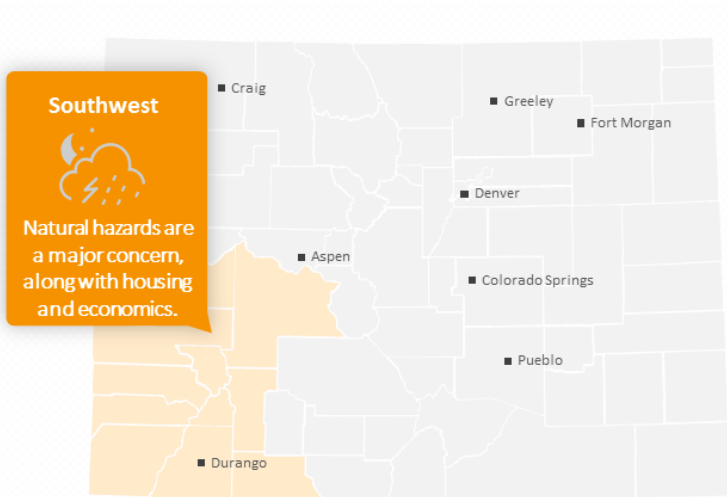 Southwest
Natural hazards are
a major concern,
along with housing
and economics.
Craig
Greeley
Fort Morgan
Denver
Aspen
Colorado Springs
Pueblo
Durango